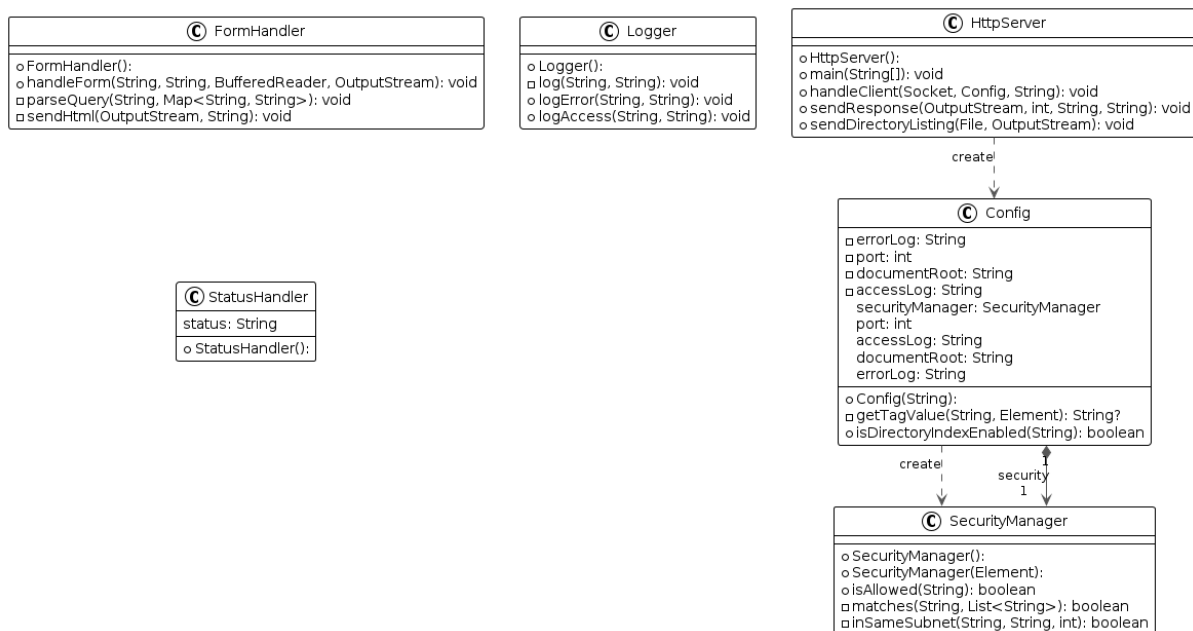 C FormHandler
FormHandler():
handleForm(String, String, BufferedReader, OutputStream): void
parseQuery(String, Map<String, String>): void
sendHtml(OutputStream, String): void
C Logger
Logger():
log(String, String): void
logError(String, String): void
logAccess(String, String): void
C HttpServer
HttpServer():
main(String[]): void
handleClient(Socket, Config, String): void
sendResponse(OutputStream, int, String, String): void
sendDirectoryListing(File, OutputStream): void
create
C StatusHandler
status: String
StatusHandler():
C Config
errorLog: String
port: int
documentRoot: String
accessLog: String
securityManager: SecurityManager
port: int
accessLog: String
documentRoot: String
errorLog: String
Config(String):
getTagValue(String, Element): String?
isDirectoryIndexEnabled(String): boolean
create
1
security
1
C SecurityManager
SecurityManager():
SecurityManager(Element):
isAllowed(String): boolean
matches(String, List<String>): boolean
inSameSubnet(String, String, int): boolean